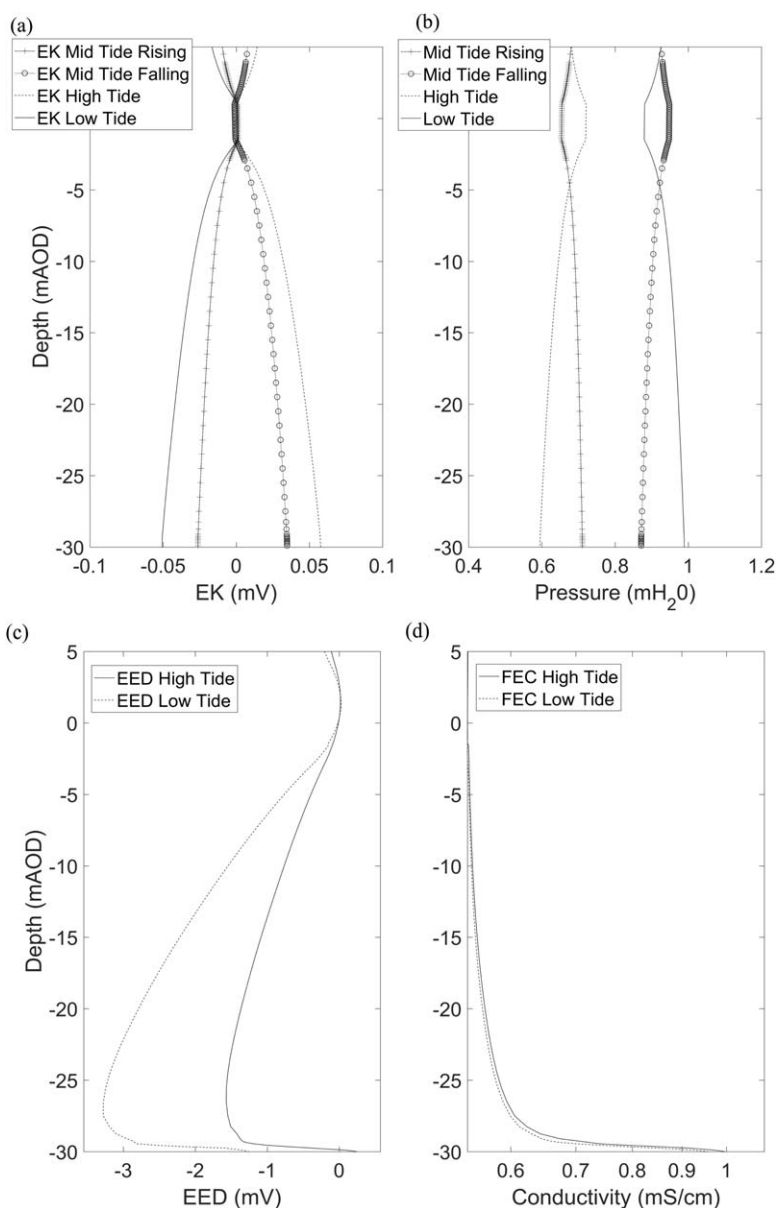 (a)
EK Mid Tide Rising
EK Mid Tide Falling
EK High Tide
EK Low Tide
Depth (mAOD)
-5
-10
-15
-20
-25
-30
-0.1
-0.05
0
0.05
0.1
EK (mV)
(b)
Mid Tide Rising
Mid Tide Falling
High Tide
Low Tide
-5
-10
-15
-20
-25
-30
0.4
0.6
0.8
1
1.2
Pressure (mH20)
(c)
EED High Tide
EED Low Tide
Depth (mAOD)
5
0
-5
-10
-15
-20
-25
-30
-3
-2
-1
0
EED (mV)
(d)
FEC High Tide
FEC Low Tide
5
0
-5
-10
-15
-20
-25
-30
0.6
0.7
0.8
0.9
1
Conductivity (mS/cm)